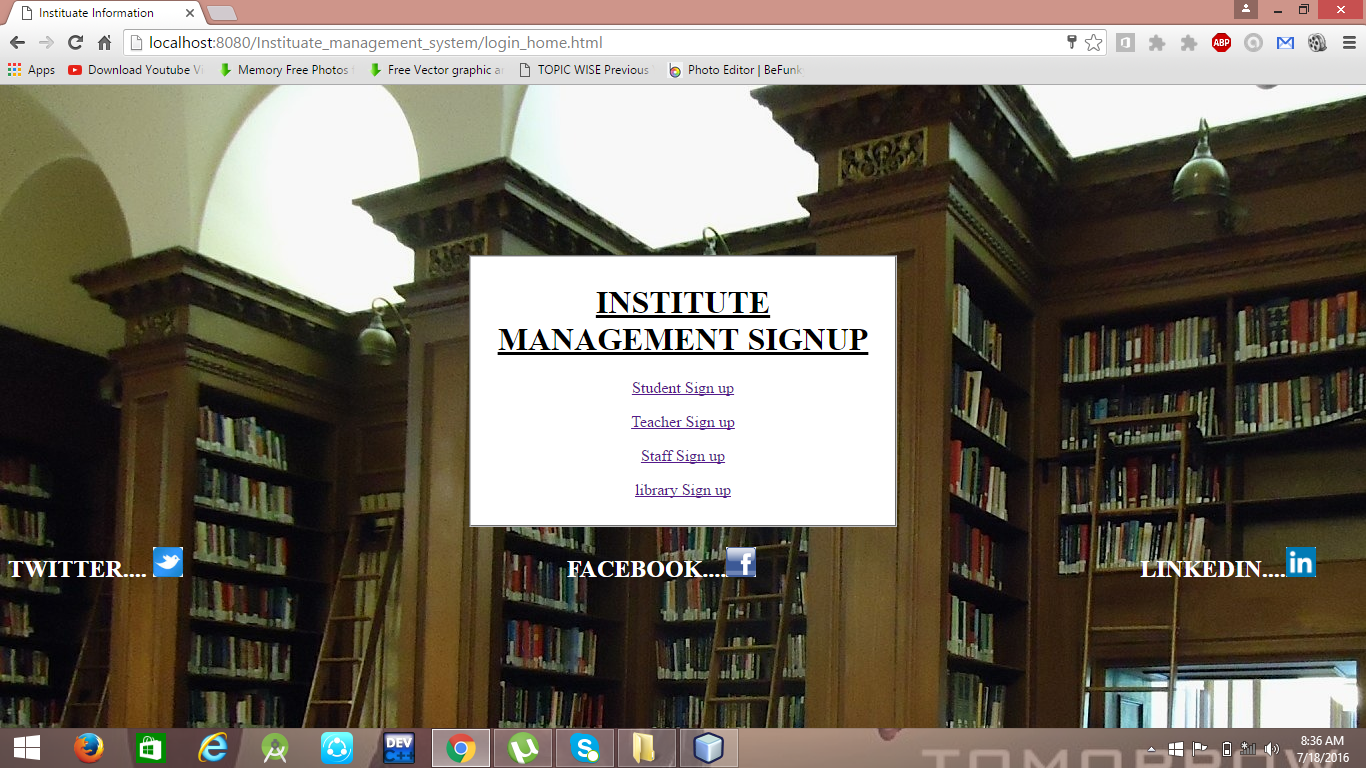 Instituate Information
localhost:8080/Instituate_management_system/login_home.html
ABP
Apps
Download Youtube Vi
Memory Free Photos
Free Vector graphic a
TOPIC WISE Previous
Photo Editor | BeFunk
INSTITUTE
MANAGEMENT SIGNUP
Student Sign up
Teacher Sign up
Staff Sign up
library Sign up
TWITTER....
FACEBOOK....
f
LINKEDIN....
in
DEV
C++
TOMORROW
8:36 AM
7/18/2016